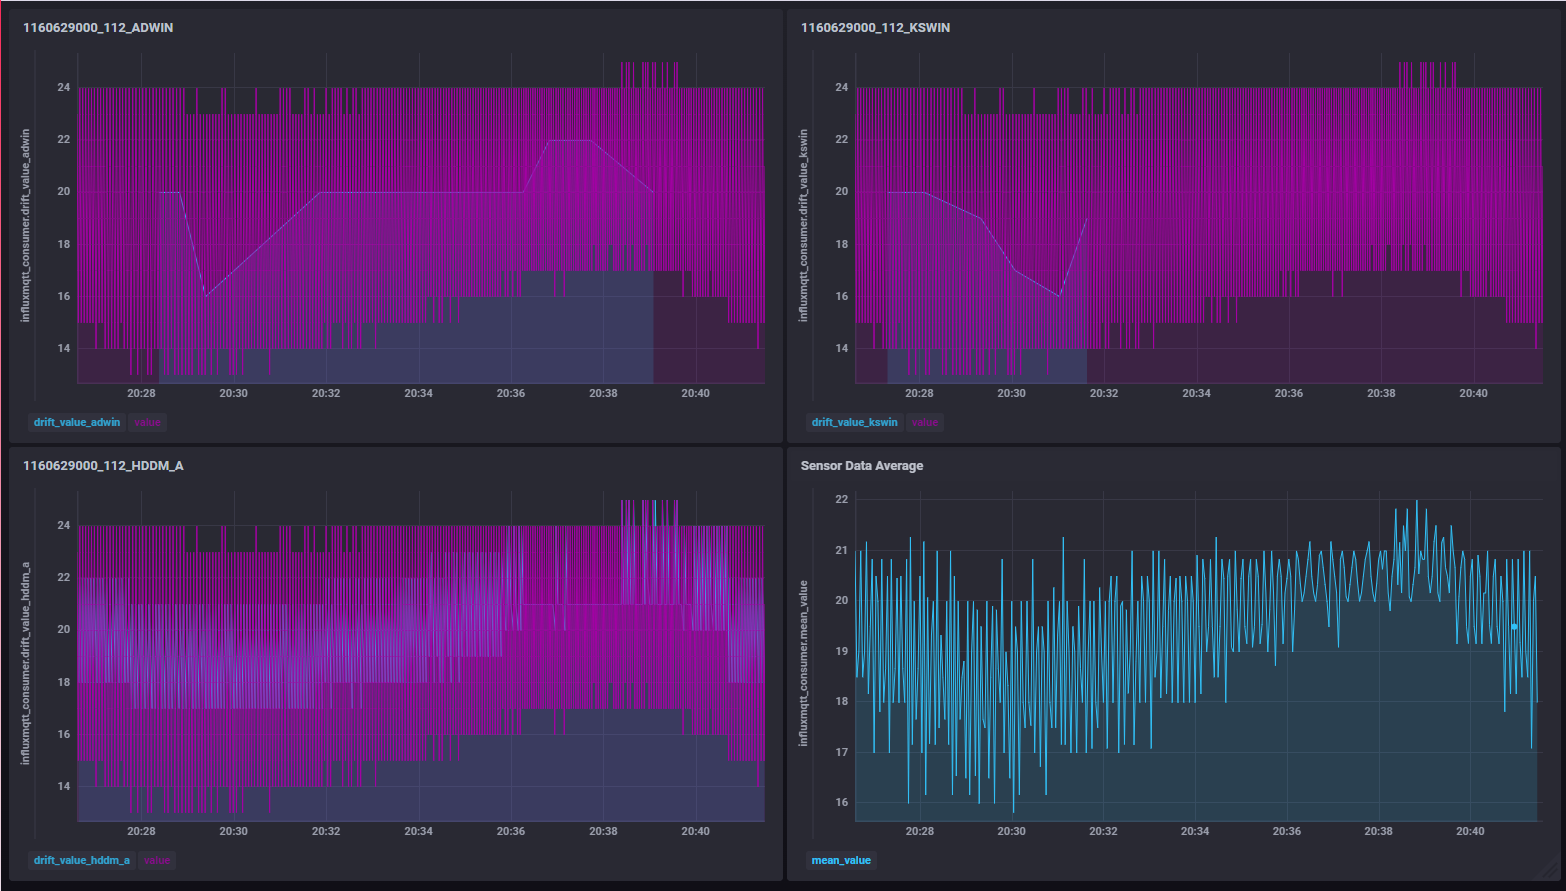 1160629000_112_ADWIN
influxmqtt_consumer.drift_value_adwin
24
22
20
18
16
14
20:28 20:30 20:32 20:34 20:36 20:38 20:40
drift_value_adwin value
1160629000_112_KSWIN
influxmqtt_consumer.drift_value_kswin
24
22
20
18
16
14
20:28 20:30 20:32 20:34 20:36 20:38 20:40
drift_value_kswin value
1160629000_112_HDDM_A
influxmqtt_consumer.drift_value_hddm_a
24
22
20
18
16
14
20:28 20:30 20:32 20:34 20:36 20:38 20:40
drift_value_hddm_a value
Sensor Data Average
influxmqtt_consumer.mean_value
22
21
20
19
18
17
16
20:28 20:30 20:32 20:34 20:36 20:38 20:40
mean_value